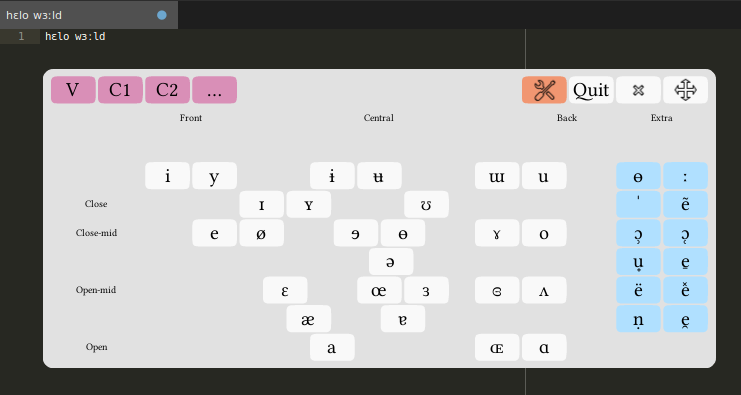 hɛlo wɜːld
1 hɛlo wɜːld
V C1 C2 ... Quit
Front Central Back Extra
i y ɨ ʉ ɯ u ɵ ː
Close ɪ ʏ ʊ ˈ ẽ
Close-mid e ø ɘ ɵ ɤ o ɔ̹ ɔ̜
ə u̟ e̠
Open-mid ɛ œ ɜ ɞ ʌ ë e̽
æ ɐ n̩ e̯
Open a ɶ ɑ